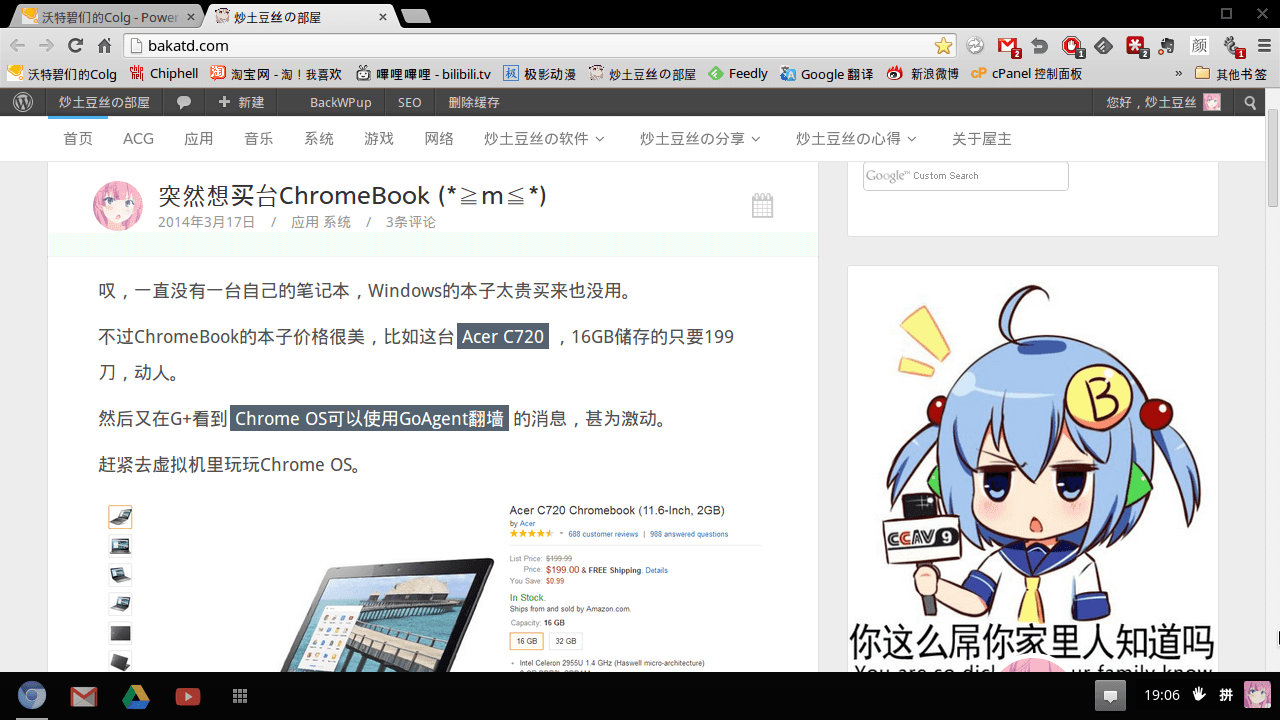 沃特碧们的Colg - Power
炒土豆丝の部屋
bakatd.com
2 1 颜 2 1
沃特碧们的Colg Chiphell 淘宝网 - 淘！我喜欢 嗶哩嗶哩 - bilibili.tv 极影动漫 炒土豆丝の部屋 Feedly Google 翻译 新浪微博 cPanel 控制面板 » 其他书签
炒土豆丝の部屋 新建 BackWPup SEO 删除缓存 您好，炒土豆丝
首页 ACG 应用 音乐 系统 游戏 网络 炒土豆丝の软件 炒土豆丝の分享 炒土豆丝の心得 关于屋主
突然想买台ChromeBook (*≧m≦*)
2014年3月17日 / 应用 系统 / 3条评论
Google™ Custom Search
叹，一直没有一台自己的笔记本，Windows的本子太贵买来也没用。
不过ChromeBook的本子价格很美，比如这台 Acer C720 ，16GB储存的只要199
刀，动人。
然后又在G+看到 Chrome OS可以使用GoAgent翻墙 的消息，甚为激动。
赶紧去虚拟机里玩玩Chrome OS。
Acer C720 Chromebook (11.6-Inch, 2GB)
by Acer
688 customer reviews | 988 answered questions
List Price: $199.99
Price: $199.00 & FREE Shipping. Details
You Save: $0.99
In Stock.
Ships from and sold by Amazon.com.
Capacity: 16 GB
16 GB 32 GB
• Intel Celeron 2955U 1.4 GHz (Haswell micro-architecture)
B
CCAV 9
你这么屌你家里人知道吗
You are so dick ur family know
19:06 拼